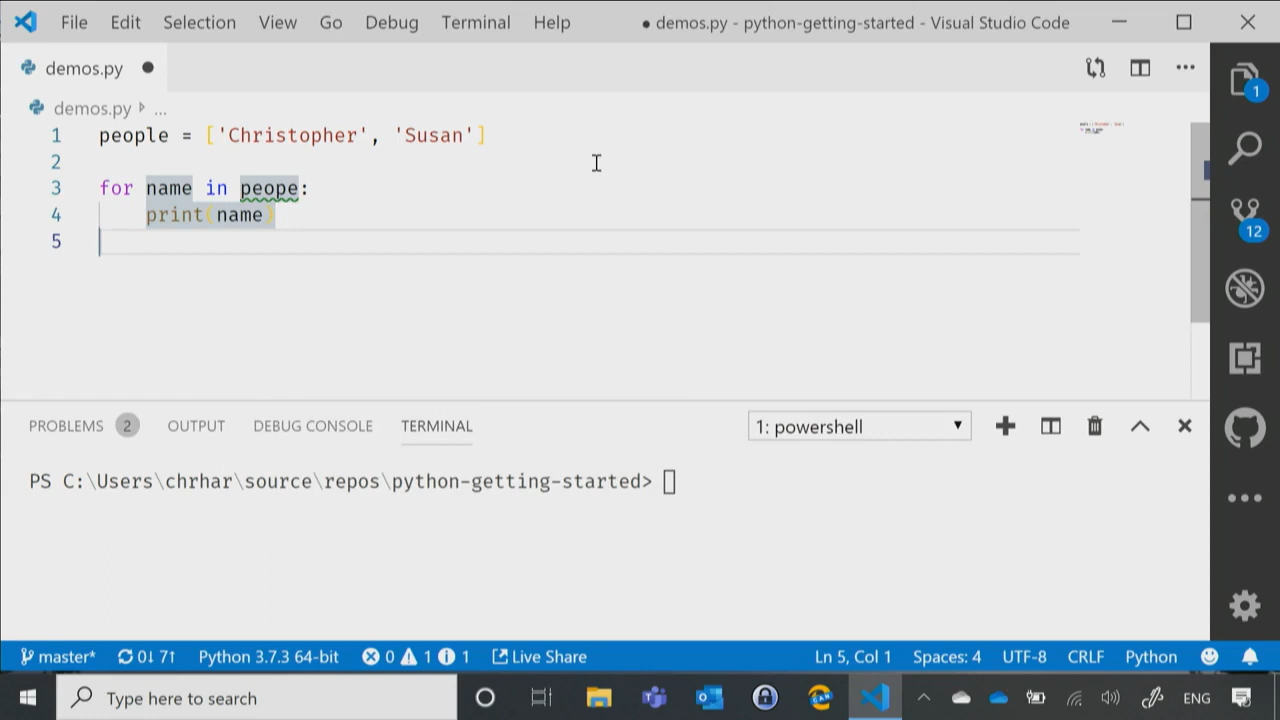 File Edit Selection View Go Debug Terminal Help ● demos.py - python-getting-started - Visual Studio Code
demos.py ●
demos.py ...
1 people = ['Christopher', 'Susan']
2
3 for name in peope:
4 print(name)
5
PROBLEMS 2 OUTPUT DEBUG CONSOLE TERMINAL 1: powershell
PS C:\Users\chrhar\source\repos\python-getting-started>
1
12
master* 0↓ 7↑ Python 3.7.3 64-bit 0 1 1 Live Share Ln 5, Col 1 Spaces: 4 UTF-8 CRLF Python
Type here to search ENG